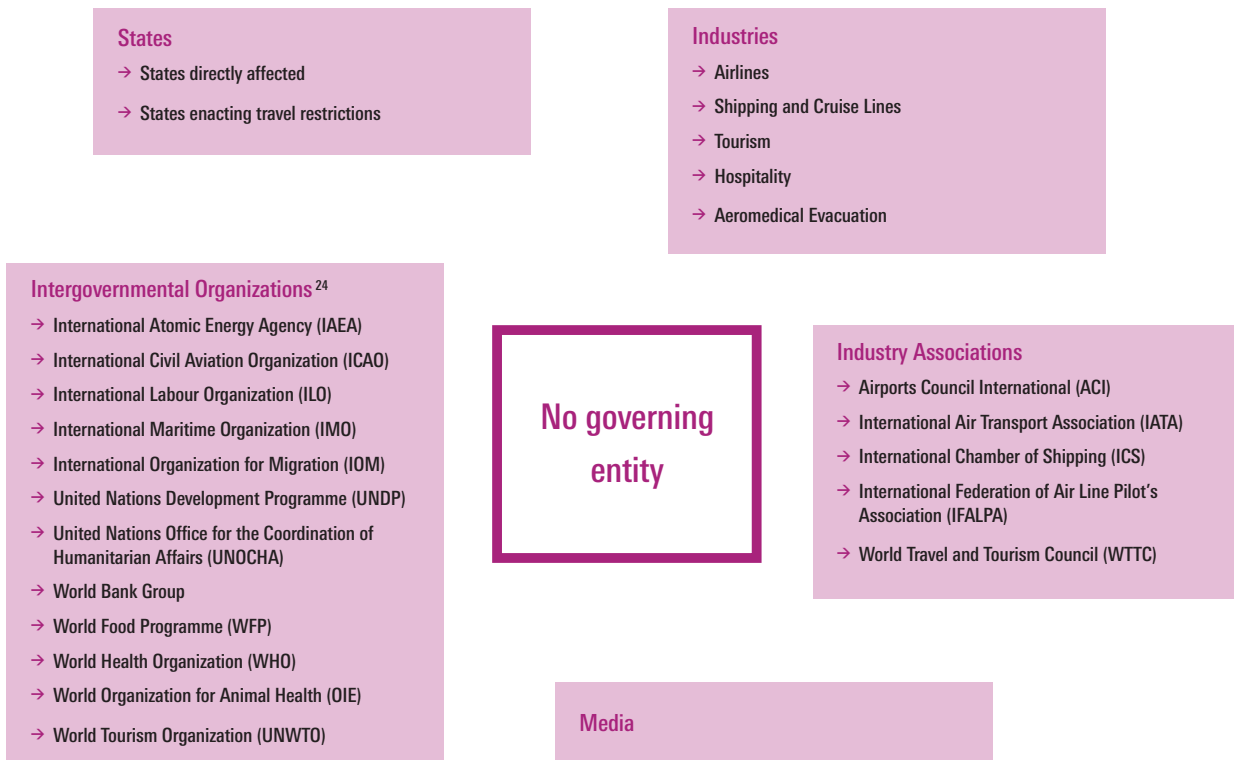 States
→ States directly affected
→ States enacting travel restrictions
Industries
→ Airlines
→ Shipping and Cruise Lines
→ Tourism
→ Hospitality
→ Aeromedical Evacuation
Intergovernmental Organizations 24
→ International Atomic Energy Agency (IAEA)
→ International Civil Aviation Organization (ICAO)
→ International Labour Organization (ILO)
→ International Maritime Organization (IMO)
→ International Organization for Migration (IOM)
→ United Nations Development Programme (UNDP)
→ United Nations Office for the Coordination of
Humanitarian Affairs (UNOCHA)
→ World Bank Group
→ World Food Programme (WFP)
→ World Health Organization (WHO)
→ World Organization for Animal Health (OIE)
→ World Tourism Organization (UNWTO)
No governing
entity
Industry Associations
→ Airports Council International (ACI)
→ International Air Transport Association (IATA)
→ International Chamber of Shipping (ICS)
→ International Federation of Air Line Pilot's
Association (IFALPA)
→ World Travel and Tourism Council (WTTC)
Media